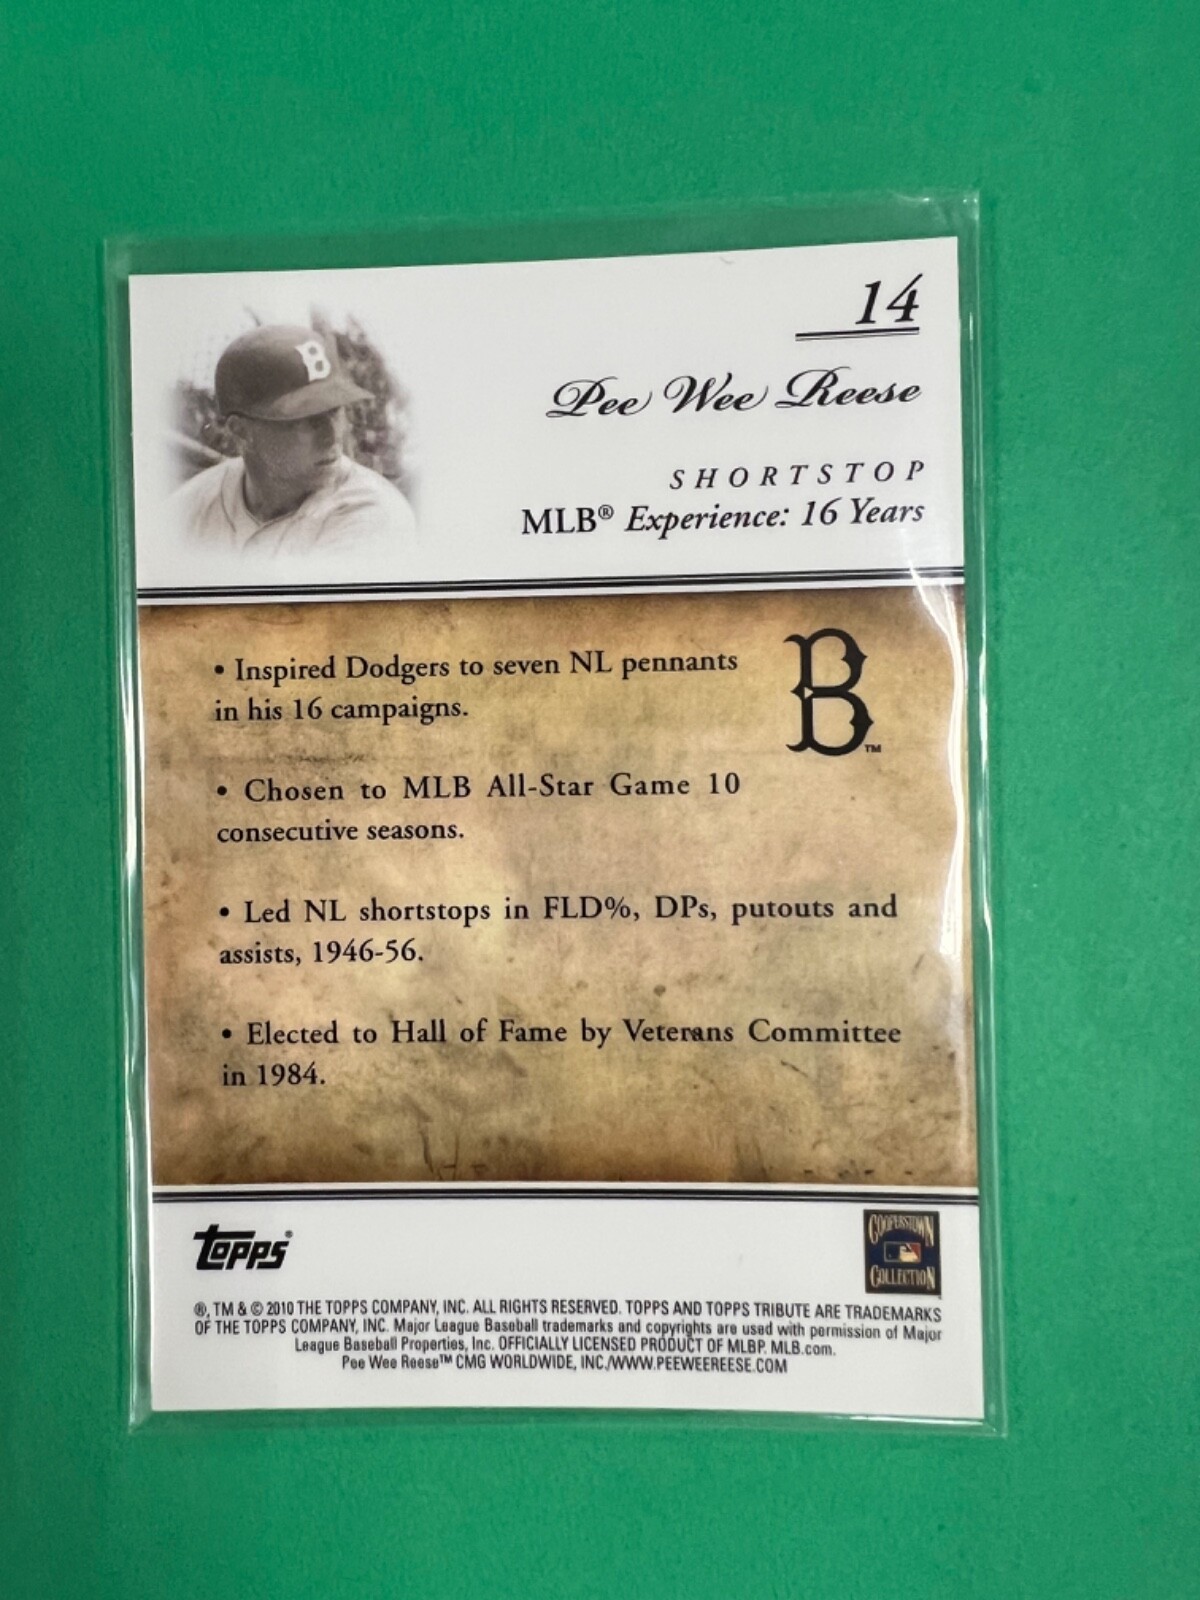 14
B
Pee Wee Reese
SHORTSTOP
MLB® Experience: 16 Years
• Inspired Dodgers to seven NL pennants
in his 16 campaigns.
B™
• Chosen to MLB All-Star Game 10
consecutive seasons.
• Led NL shortstops in FLD%, DPs, putouts and
assists, 1946-56.
• Elected to Hall of Fame by Veterans Committee
in 1984.
topps®
COOPERSTOWN
COLLECTION
®, TM & © 2010 THE TOPPS COMPANY, INC. ALL RIGHTS RESERVED. TOPPS AND TOPPS TRIBUTE ARE TRADEMARKS
OF THE TOPPS COMPANY, INC. Major League Baseball trademarks and copyrights are used with permission of Major
League Baseball Properties, Inc. OFFICIALLY LICENSED PRODUCT OF MLBP. MLB.com.
Pee Wee Reese™ CMG WORLDWIDE, INC./WWW.PEEWEEREESE.COM